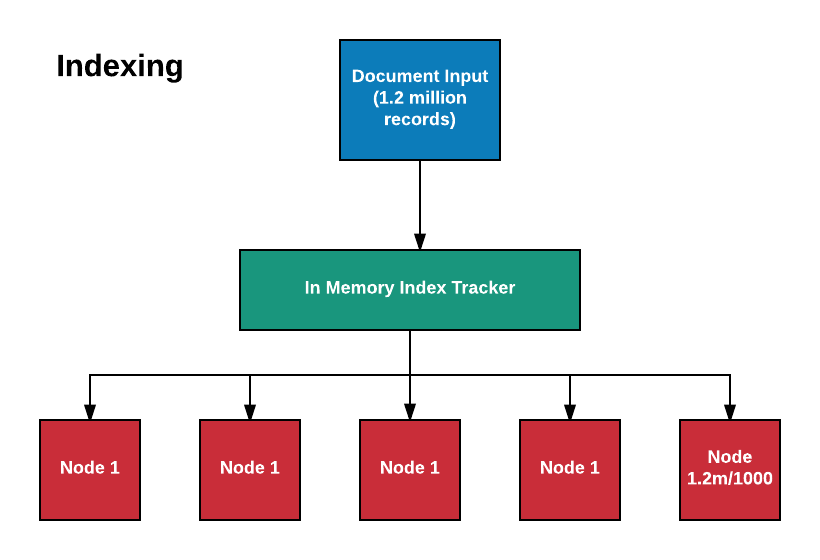 Indexing
Document Input
(1.2 million
records)
In Memory Index Tracker
Node 1
Node 1
Node 1
Node 1
Node
1.2m/1000